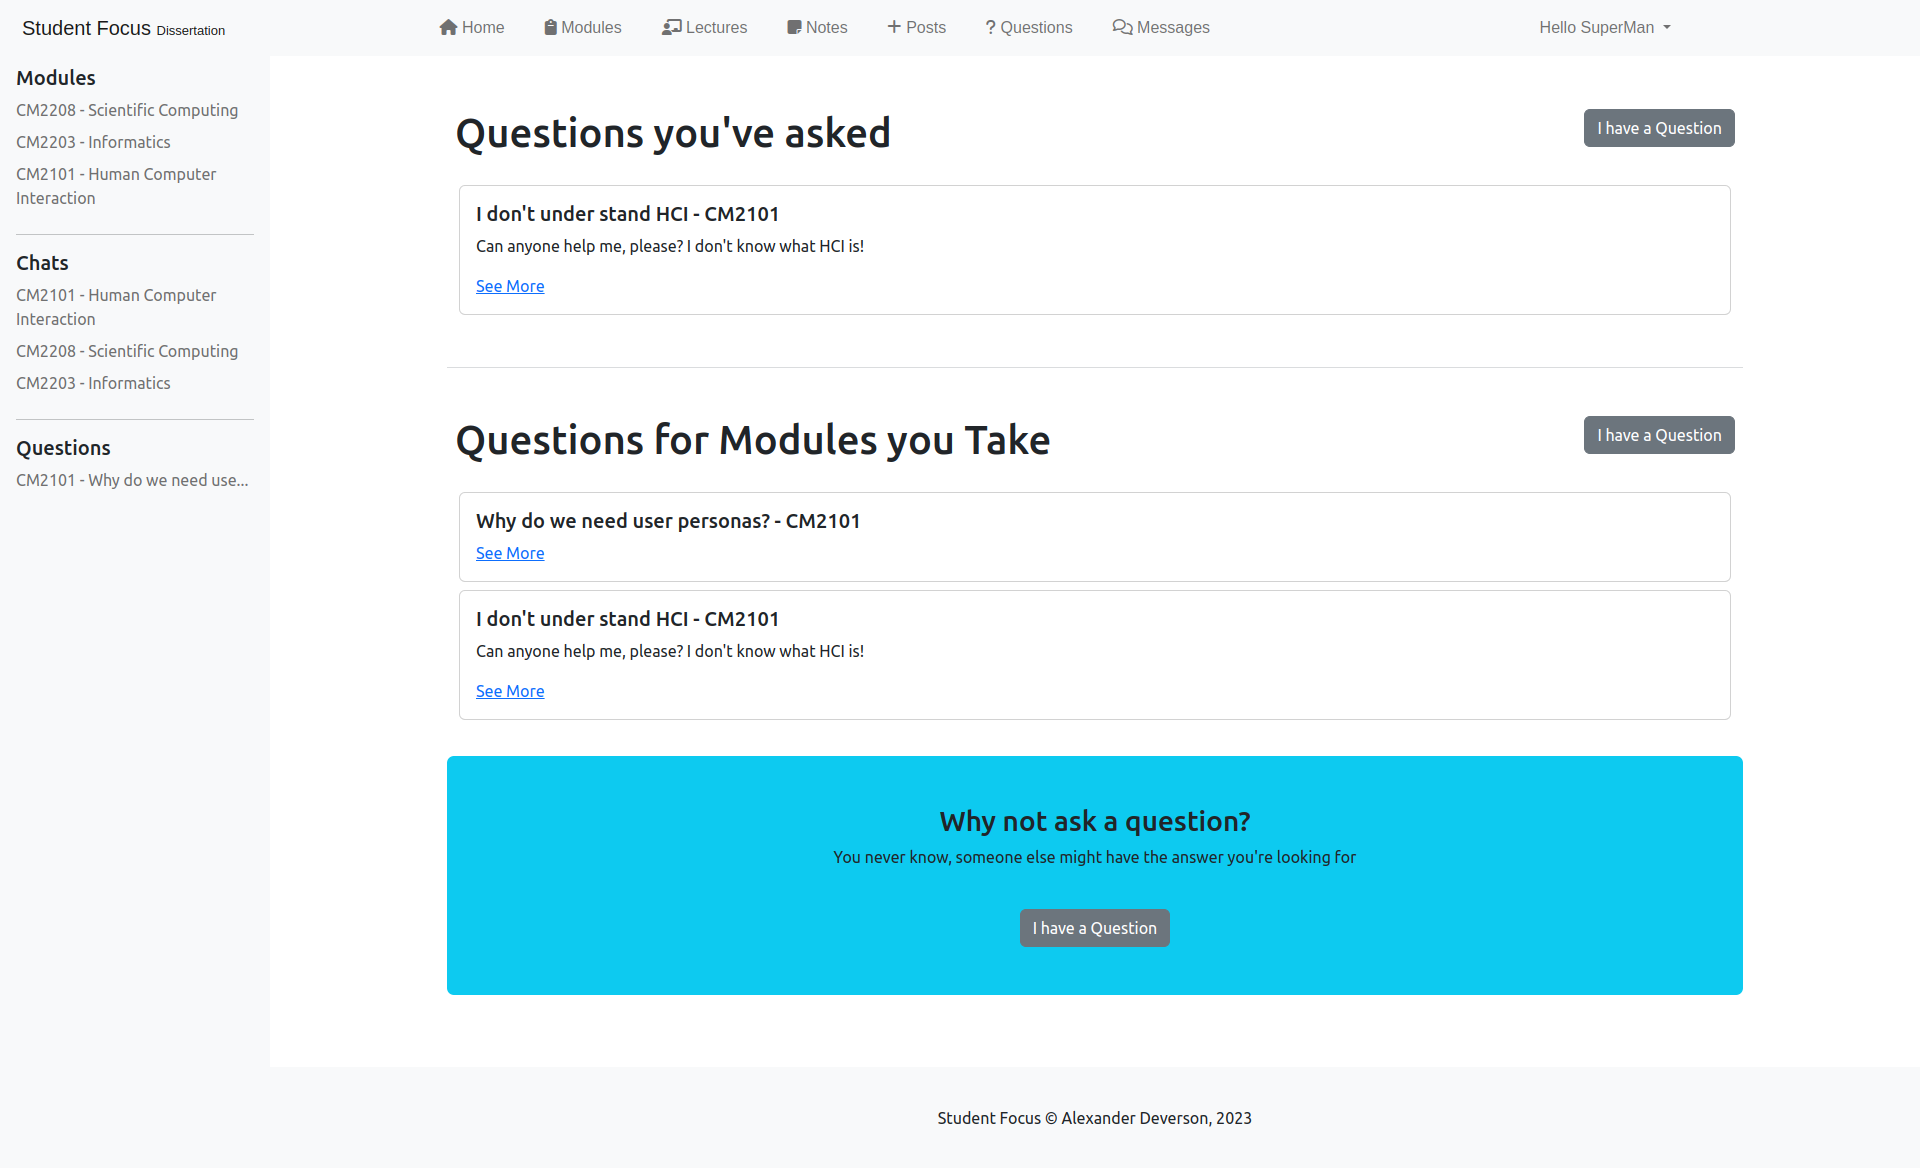 Student Focus Dissertation
Home Modules Lectures Notes Posts Questions Messages
Hello SuperMan
Modules
CM2208 - Scientific Computing
CM2203 - Informatics
CM2101 - Human Computer
Interaction
Chats
CM2101 - Human Computer
Interaction
CM2208 - Scientific Computing
CM2203 - Informatics
Questions
CM2101 - Why do we need use...
Questions you've asked
I have a Question
I don't under stand HCI - CM2101
Can anyone help me, please? I don't know what HCI is!
See More
Questions for Modules you Take
I have a Question
Why do we need user personas? - CM2101
See More
I don't under stand HCI - CM2101
Can anyone help me, please? I don't know what HCI is!
See More
Why not ask a question?
You never know, someone else might have the answer you're looking for
I have a Question
Student Focus © Alexander Deverson, 2023